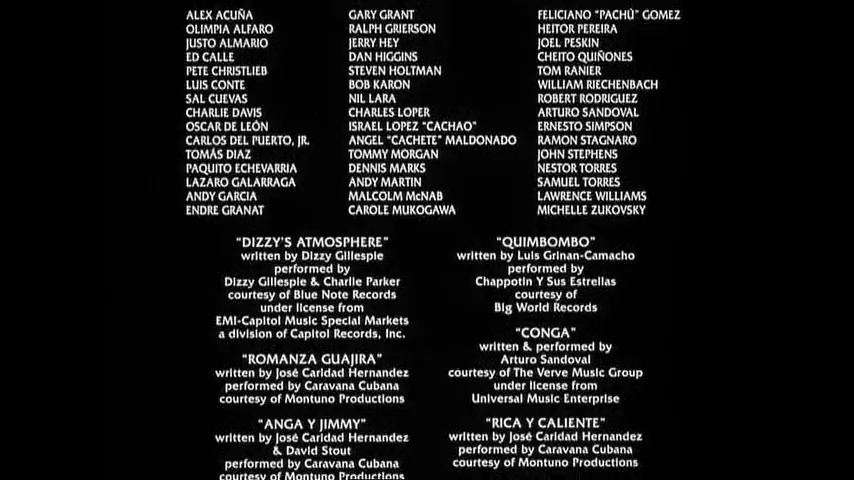 ALEX ACUÑA
OLIMPIA ALFARO
JUSTO ALMARIO
ED CALLE
PETE CHRISTLIEB
LUIS CONTE
SAL CUEVAS
CHARLIE DAVIS
OSCAR DE LEÓN
CARLOS DEL PUERTO, JR.
TOMÁS DIAZ
PAQUITO ECHEVARRIA
LAZARO GALARRAGA
ANDY GARCIA
ENDRE GRANAT
GARY GRANT
RALPH GRIERSON
JERRY HEY
DAN HIGGINS
STEVEN HOLTMAN
BOB KARON
NIL LARA
CHARLES LOPER
ISRAEL LOPEZ "CACHAO"
ANGEL "CACHETE" MALDONADO
TOMMY MORGAN
DENNIS MARKS
ANDY MARTIN
MALCOLM McNAB
CAROLE MUKOGAWA
FELICIANO "PACHÚ" GOMEZ
HEITOR PEREIRA
JOEL PESKIN
CHEITO QUIÑONES
TOM RANIER
WILLIAM RIECHENBACH
ROBERT RODRIGUEZ
ARTURO SANDOVAL
ERNESTO SIMPSON
RAMON STAGNARO
JOHN STEPHENS
NESTOR TORRES
SAMUEL TORRES
LAWRENCE WILLIAMS
MICHELLE ZUKOVSKY
"DIZZY'S ATMOSPHERE"
written by Dizzy Gillespie
performed by
Dizzy Gillespie & Charlie Parker
courtesy of Blue Note Records
under license from
EMI-Capitol Music Special Markets
a division of Capitol Records, Inc.
"ROMANZA GUAJIRA"
written by José Caridad Hernandez
performed by Caravana Cubana
courtesy of Montuno Productions
"ANGA Y JIMMY"
written by José Caridad Hernandez
& David Stout
performed by Caravana Cubana
courtesy of Montuno Productions
"QUIMBOMBO"
written by Luis Grinan-Camacho
performed by
Chappotin Y Sus Estrellas
courtesy of
Big World Records
"CONGA"
written & performed by
Arturo Sandoval
courtesy of The Verve Music Group
under license from
Universal Music Enterprise
"RICA Y CALIENTE"
written by José Caridad Hernandez
performed by Caravana Cubana
courtesy of Montuno Productions